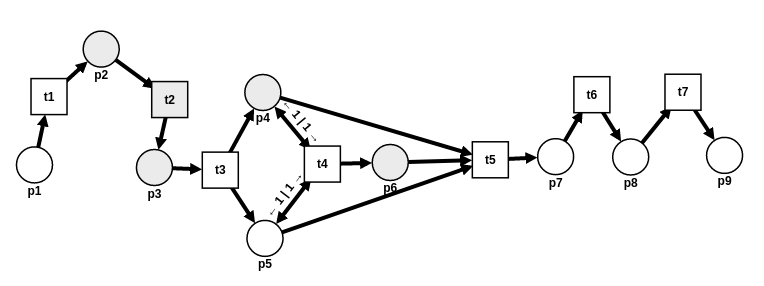 t1
p1
p2
t2
p3
t3
p4
← 1 | 1 →
t4
← 1 | 1 →
p5
p6
t5
p7
t6
p8
t7
p9